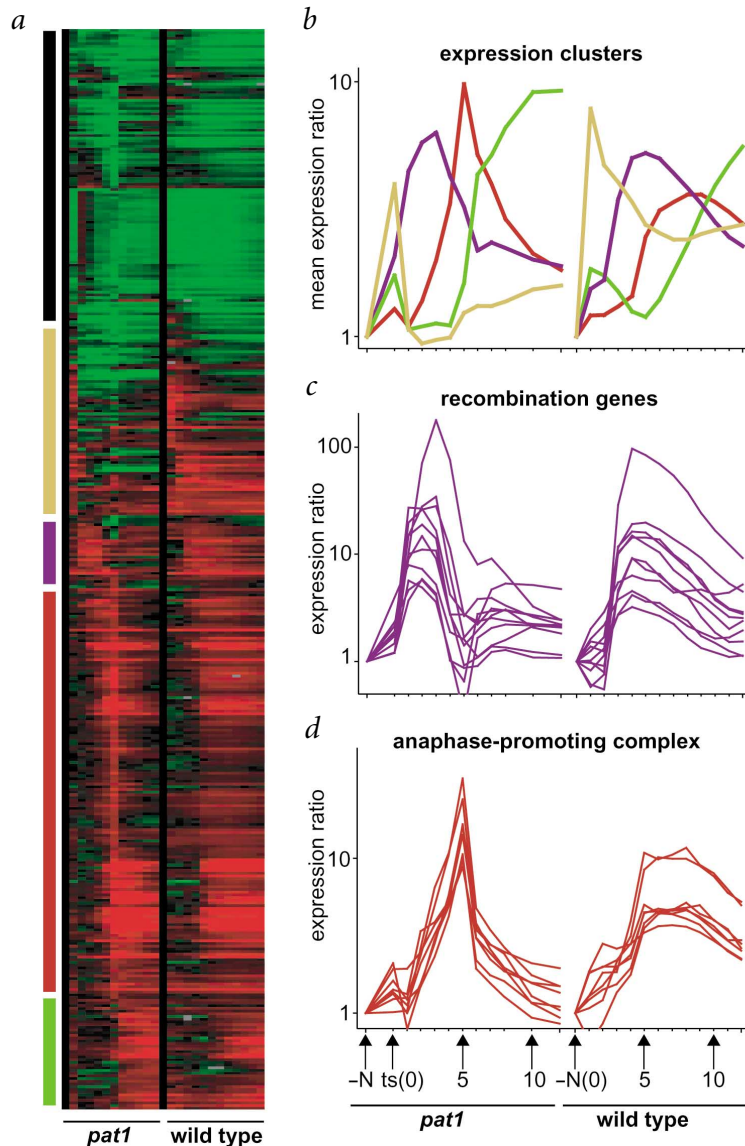 a
b
expression clusters
10
mean expression ratio
1
c
recombination genes
100
10
expression ratio
1
d
anaphase-promoting complex
10
expression ratio
1
–N ts(0) 5 10 –N(0) 5 10
pat1 wild type
pat1 wild type